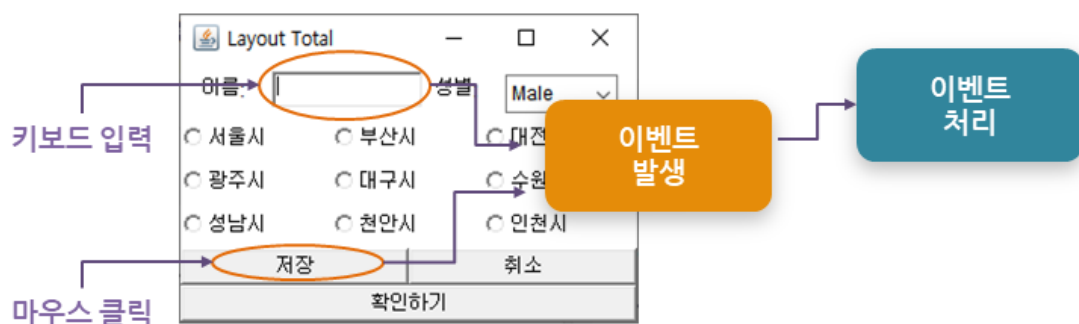 Layout Total
이름:
성별
Male
키보드 입력
서울시
부산시
대전
광주시
대구시
수원
성남시
천안시
인천시
이벤트
발생
이벤트
처리
저장
취소
마우스 클릭
확인하기